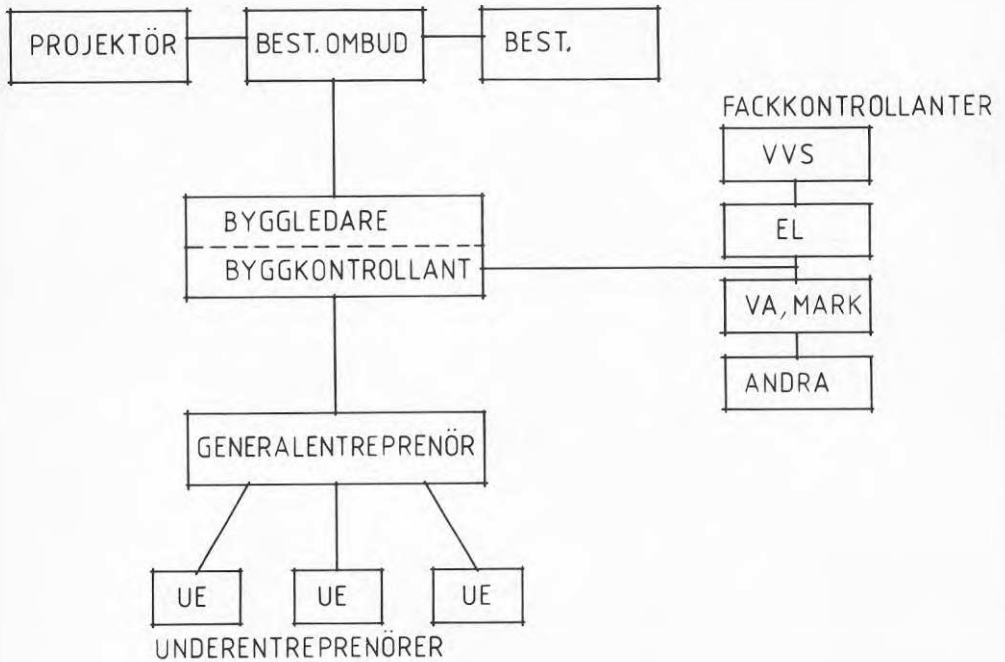 PROJEKTÖR
BEST. OMBUD
BEST.
FACKKONTROLLANTER
VVS
EL
VA, MARK
ANDRA
BYGGLEDARE
BYGGKONTROLLANT
GENERALENTREPRENÖR
UE
UE
UE
UNDERENTREPRENÖRER